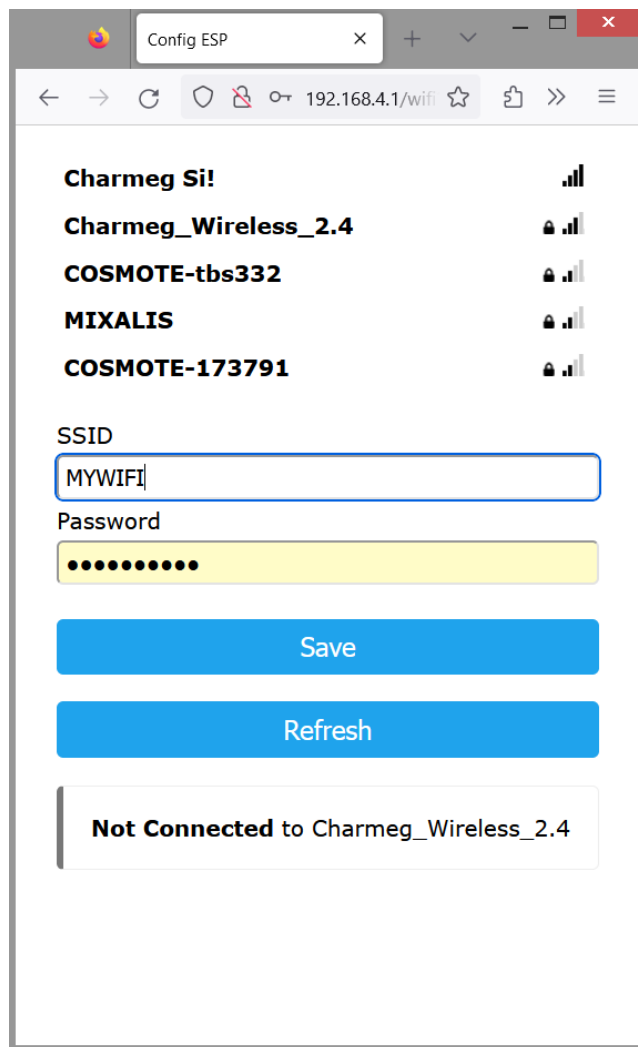 Config ESP
192.168.4.1/wifi
Charmeg Si!
Charmeg_Wireless_2.4
COSMOTE-tbs332
MIXALIS
COSMOTE-173791
SSID
MYWIFI
Password
Save
Refresh
Not Connected to Charmeg_Wireless_2.4